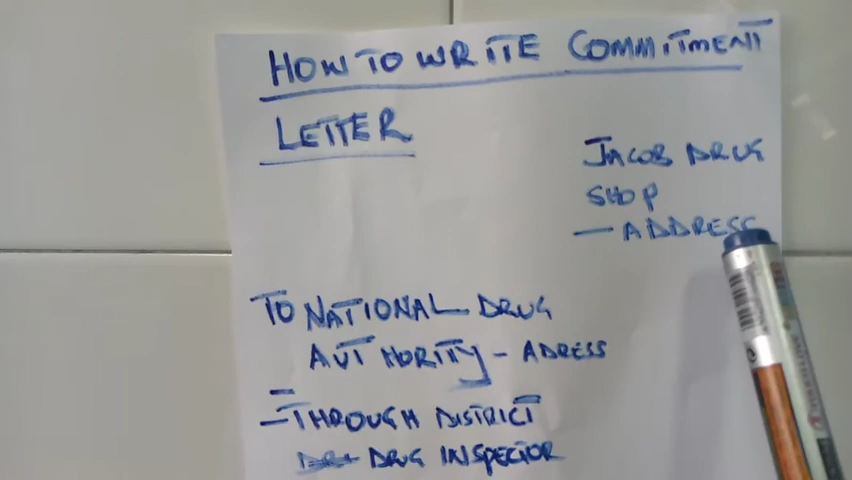 HOW TO WRITE COMMITMENT
LETTER
JACOB DRUG
SHOP
— ADDRESS
TO NATIONAL DRUG
AUTHORITY - ADRESS
- THROUGH DISTRICT
DRUG INSPECTOR